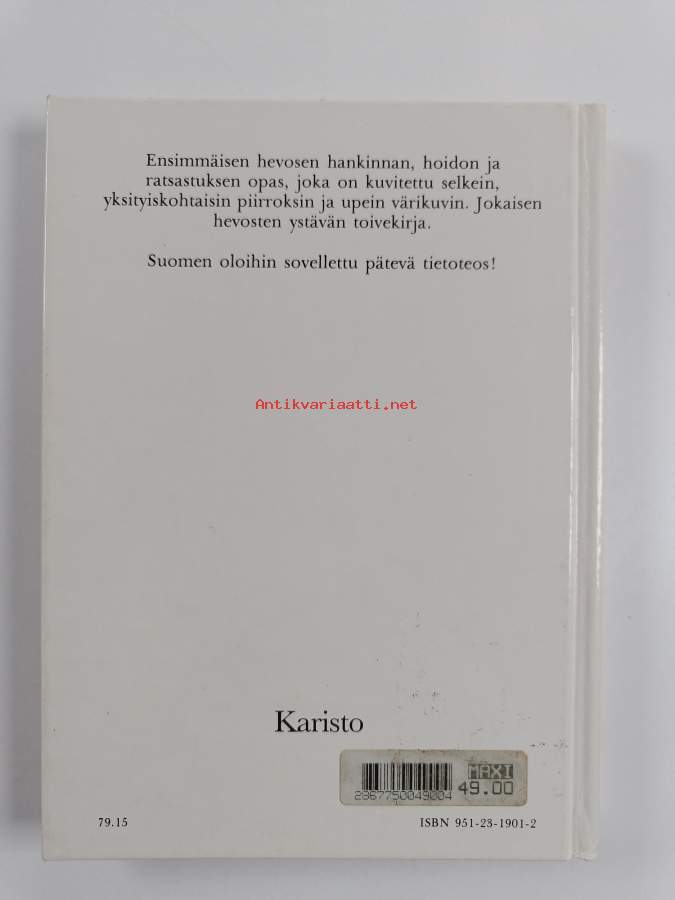 Ensimmäisen hevosen hankinnan, hoidon ja
ratsastuksen opas, joka on kuvitettu selkein,
yksityiskohtaisin piirroksin ja upein värikuvin. Jokaisen
hevosten ystävän toivekirja.
Suomen oloihin sovellettu pätevä tietoteos!
Antikvariaatti.net
Karisto
MAXI
2867750049004 49.00
79.15 ISBN 951-23-1901-2